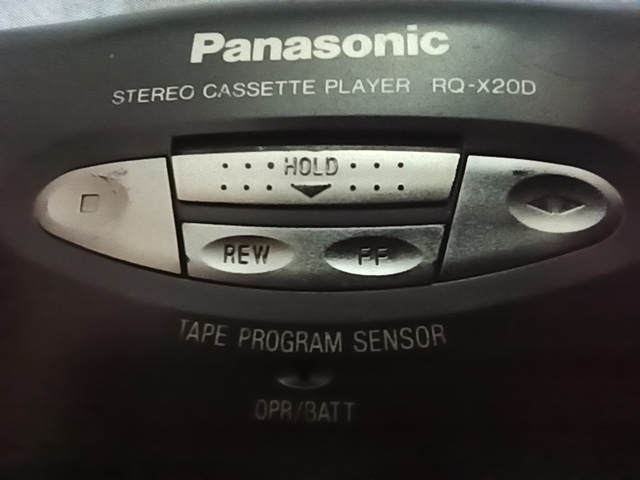 Panasonic
STEREO CASSETTE PLAYER RQ-X20D
HOLD
REW FF
TAPE PROGRAM SENSOR
OPR/BATT